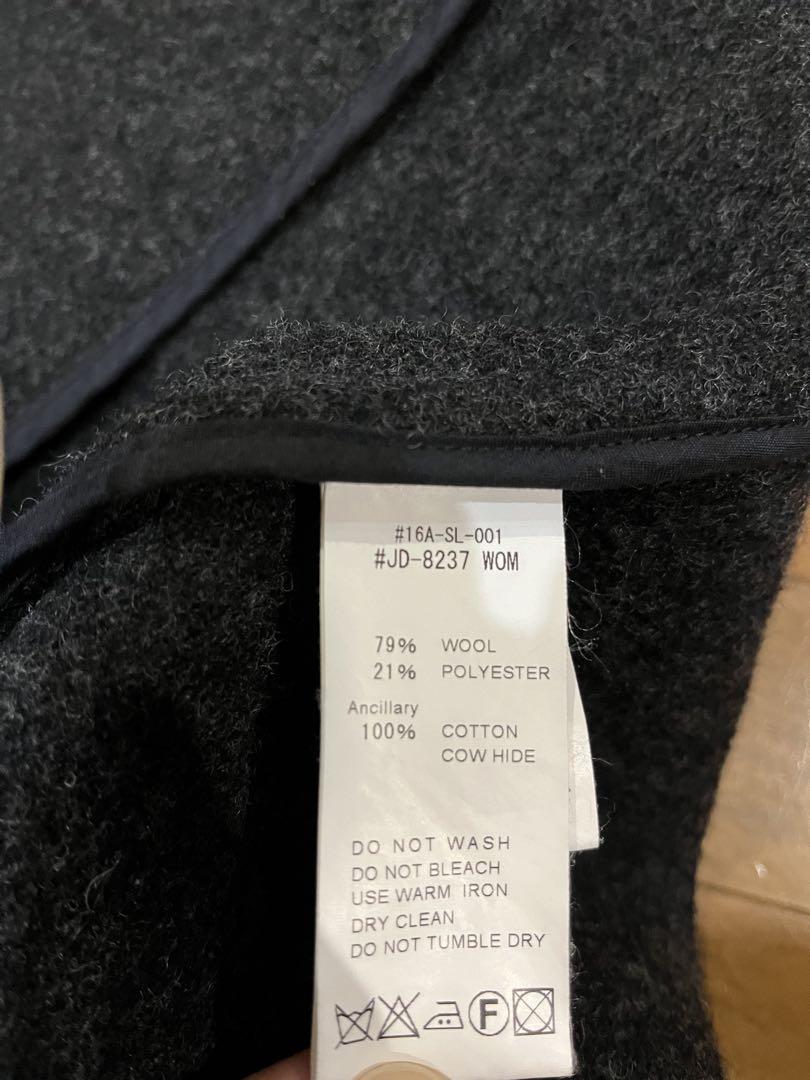 #16A-SL-001
#JD-8237 WOM
79% WOOL
21% POLYESTER
Ancillary
100% COTTON
COW HIDE
DO NOT WASH
DO NOT BLEACH
USE WARM IRON
DRY CLEAN
DO NOT TUMBLE DRY
F